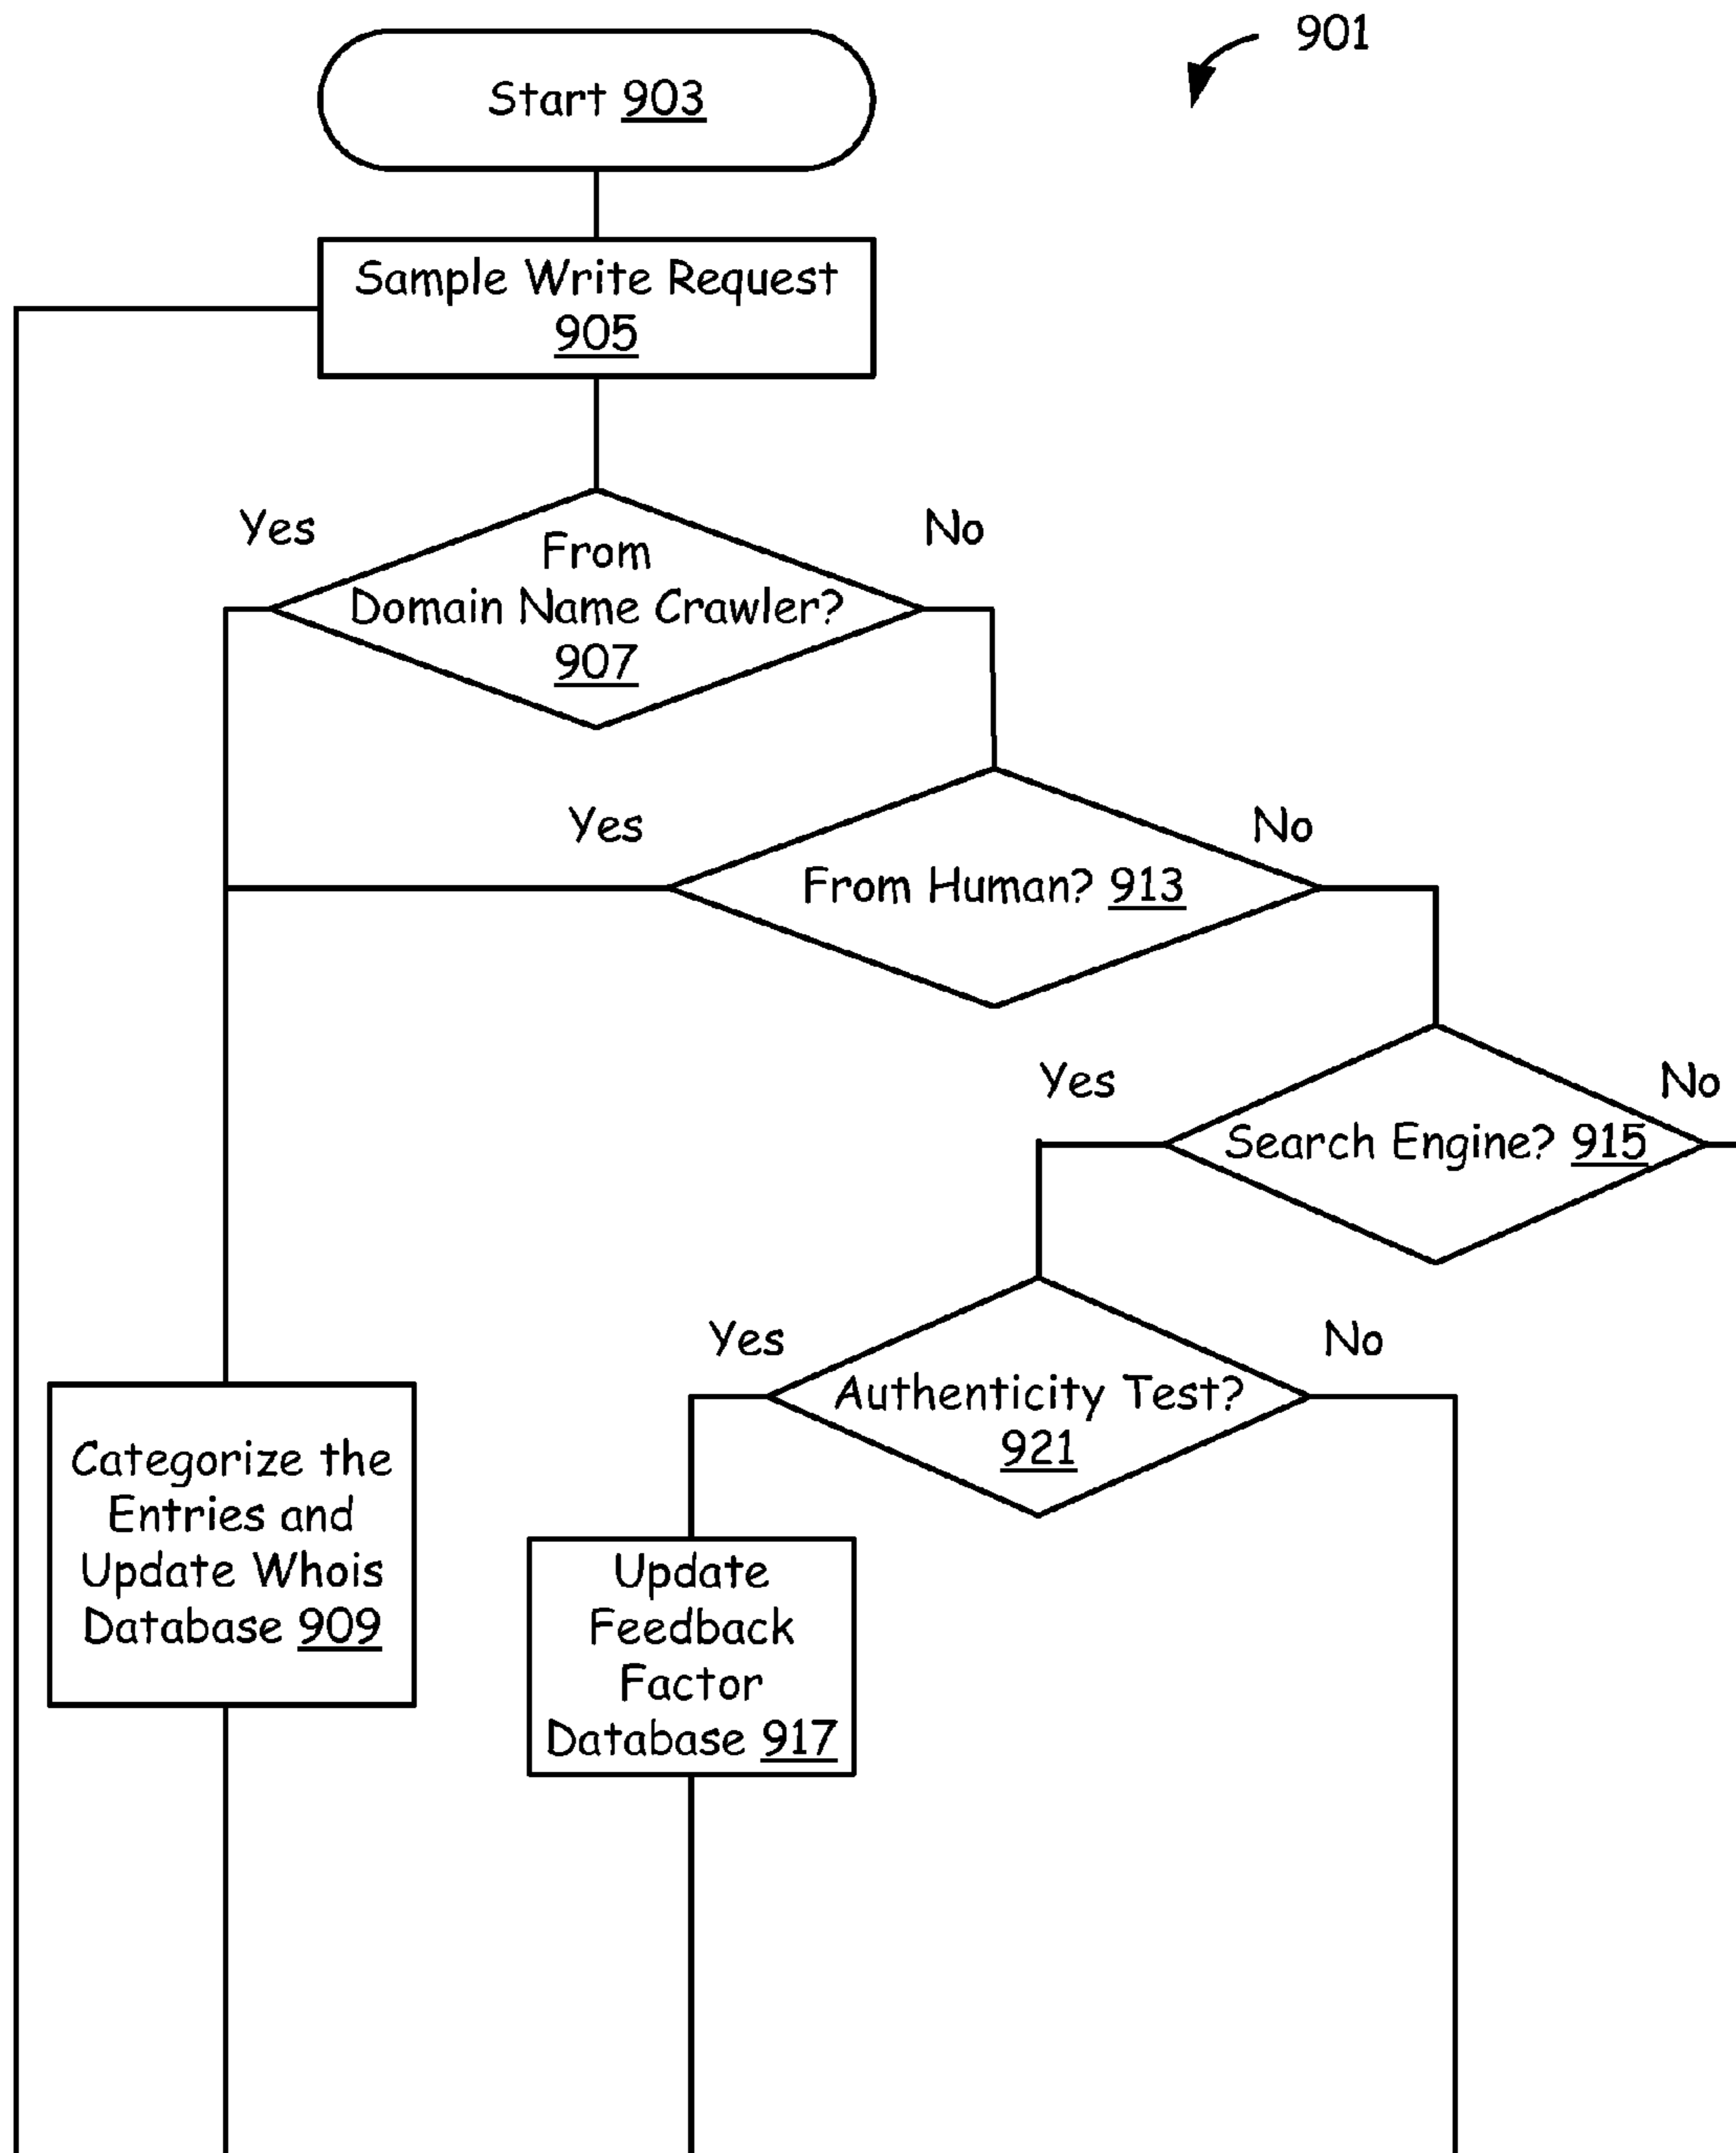 901
Start 903
Sample Write Request
905
Yes
No
From
Domain Name Crawler?
907
Yes
No
From Human? 913
Yes
No
Search Engine? 915
Yes
No
Authenticity Test?
921
Categorize the
Entries and
Update Whois
Database 909
Update
Feedback
Factor
Database 917